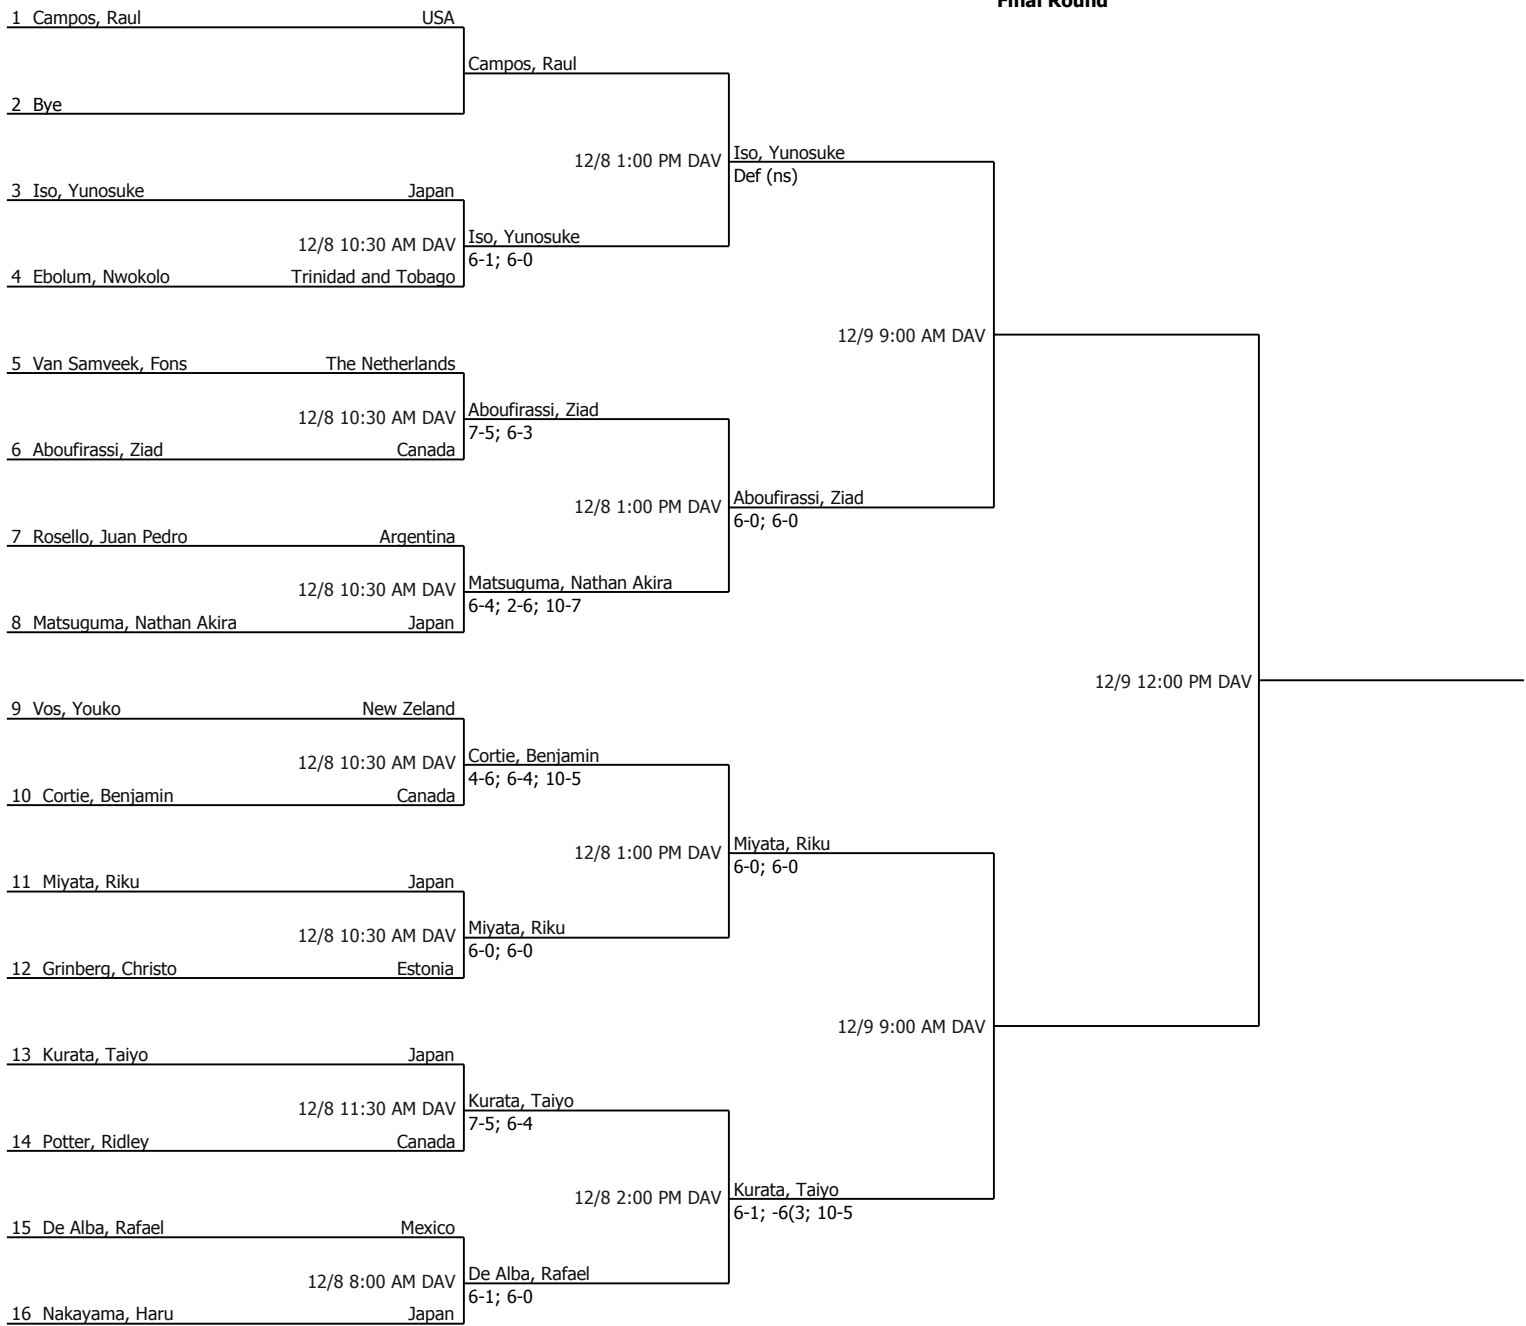 Final Round
1 Campos, Raul USA
Campos, Raul
2 Bye
12/8 1:00 PM DAV
Iso, Yunosuke
Def (ns)
3 Iso, Yunosuke Japan
12/8 10:30 AM DAV
Iso, Yunosuke
6-1; 6-0
4 Ebolum, Nwokolo Trinidad and Tobago
12/9 9:00 AM DAV
5 Van Samveek, Fons The Netherlands
12/8 10:30 AM DAV
Aboufirassi, Ziad
7-5; 6-3
6 Aboufirassi, Ziad Canada
12/8 1:00 PM DAV
Aboufirassi, Ziad
6-0; 6-0
7 Rosello, Juan Pedro Argentina
12/8 10:30 AM DAV
Matsuguma, Nathan Akira
6-4; 2-6; 10-7
8 Matsuguma, Nathan Akira Japan
12/9 12:00 PM DAV
9 Vos, Youko New Zeland
12/8 10:30 AM DAV
Cortie, Benjamin
4-6; 6-4; 10-5
10 Cortie, Benjamin Canada
12/8 1:00 PM DAV
Miyata, Riku
6-0; 6-0
11 Miyata, Riku Japan
12/8 10:30 AM DAV
Miyata, Riku
6-0; 6-0
12 Grinberg, Christo Estonia
12/9 9:00 AM DAV
13 Kurata, Taiyo Japan
12/8 11:30 AM DAV
Kurata, Taiyo
7-5; 6-4
14 Potter, Ridley Canada
12/8 2:00 PM DAV
Kurata, Taiyo
6-1; -6(3; 10-5
15 De Alba, Rafael Mexico
12/8 8:00 AM DAV
De Alba, Rafael
6-1; 6-0
16 Nakayama, Haru Japan